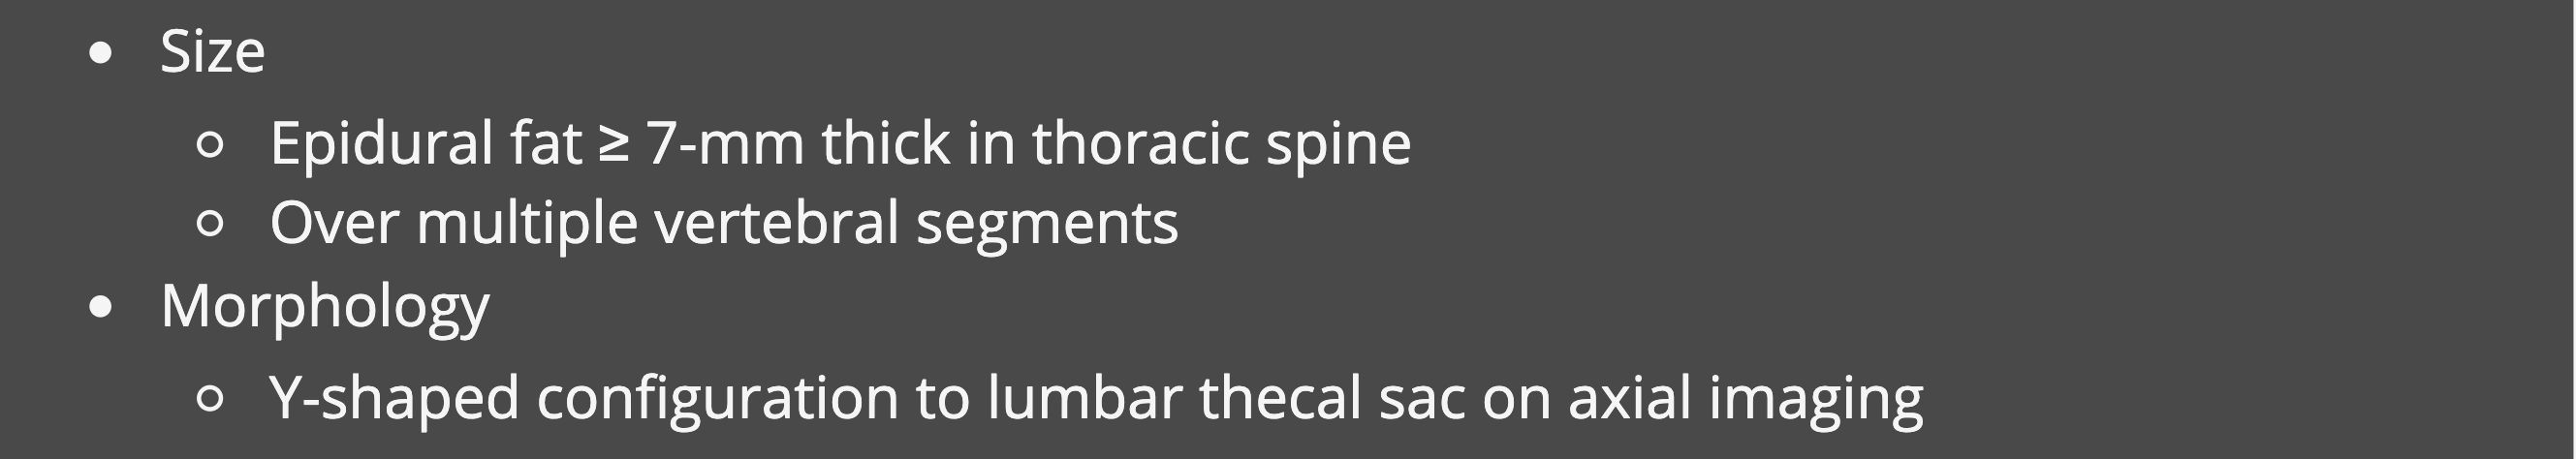 • Size
○ Epidural fat ≥ 7-mm thick in thoracic spine
○ Over multiple vertebral segments
• Morphology
○ Y-shaped configuration to lumbar thecal sac on axial imaging